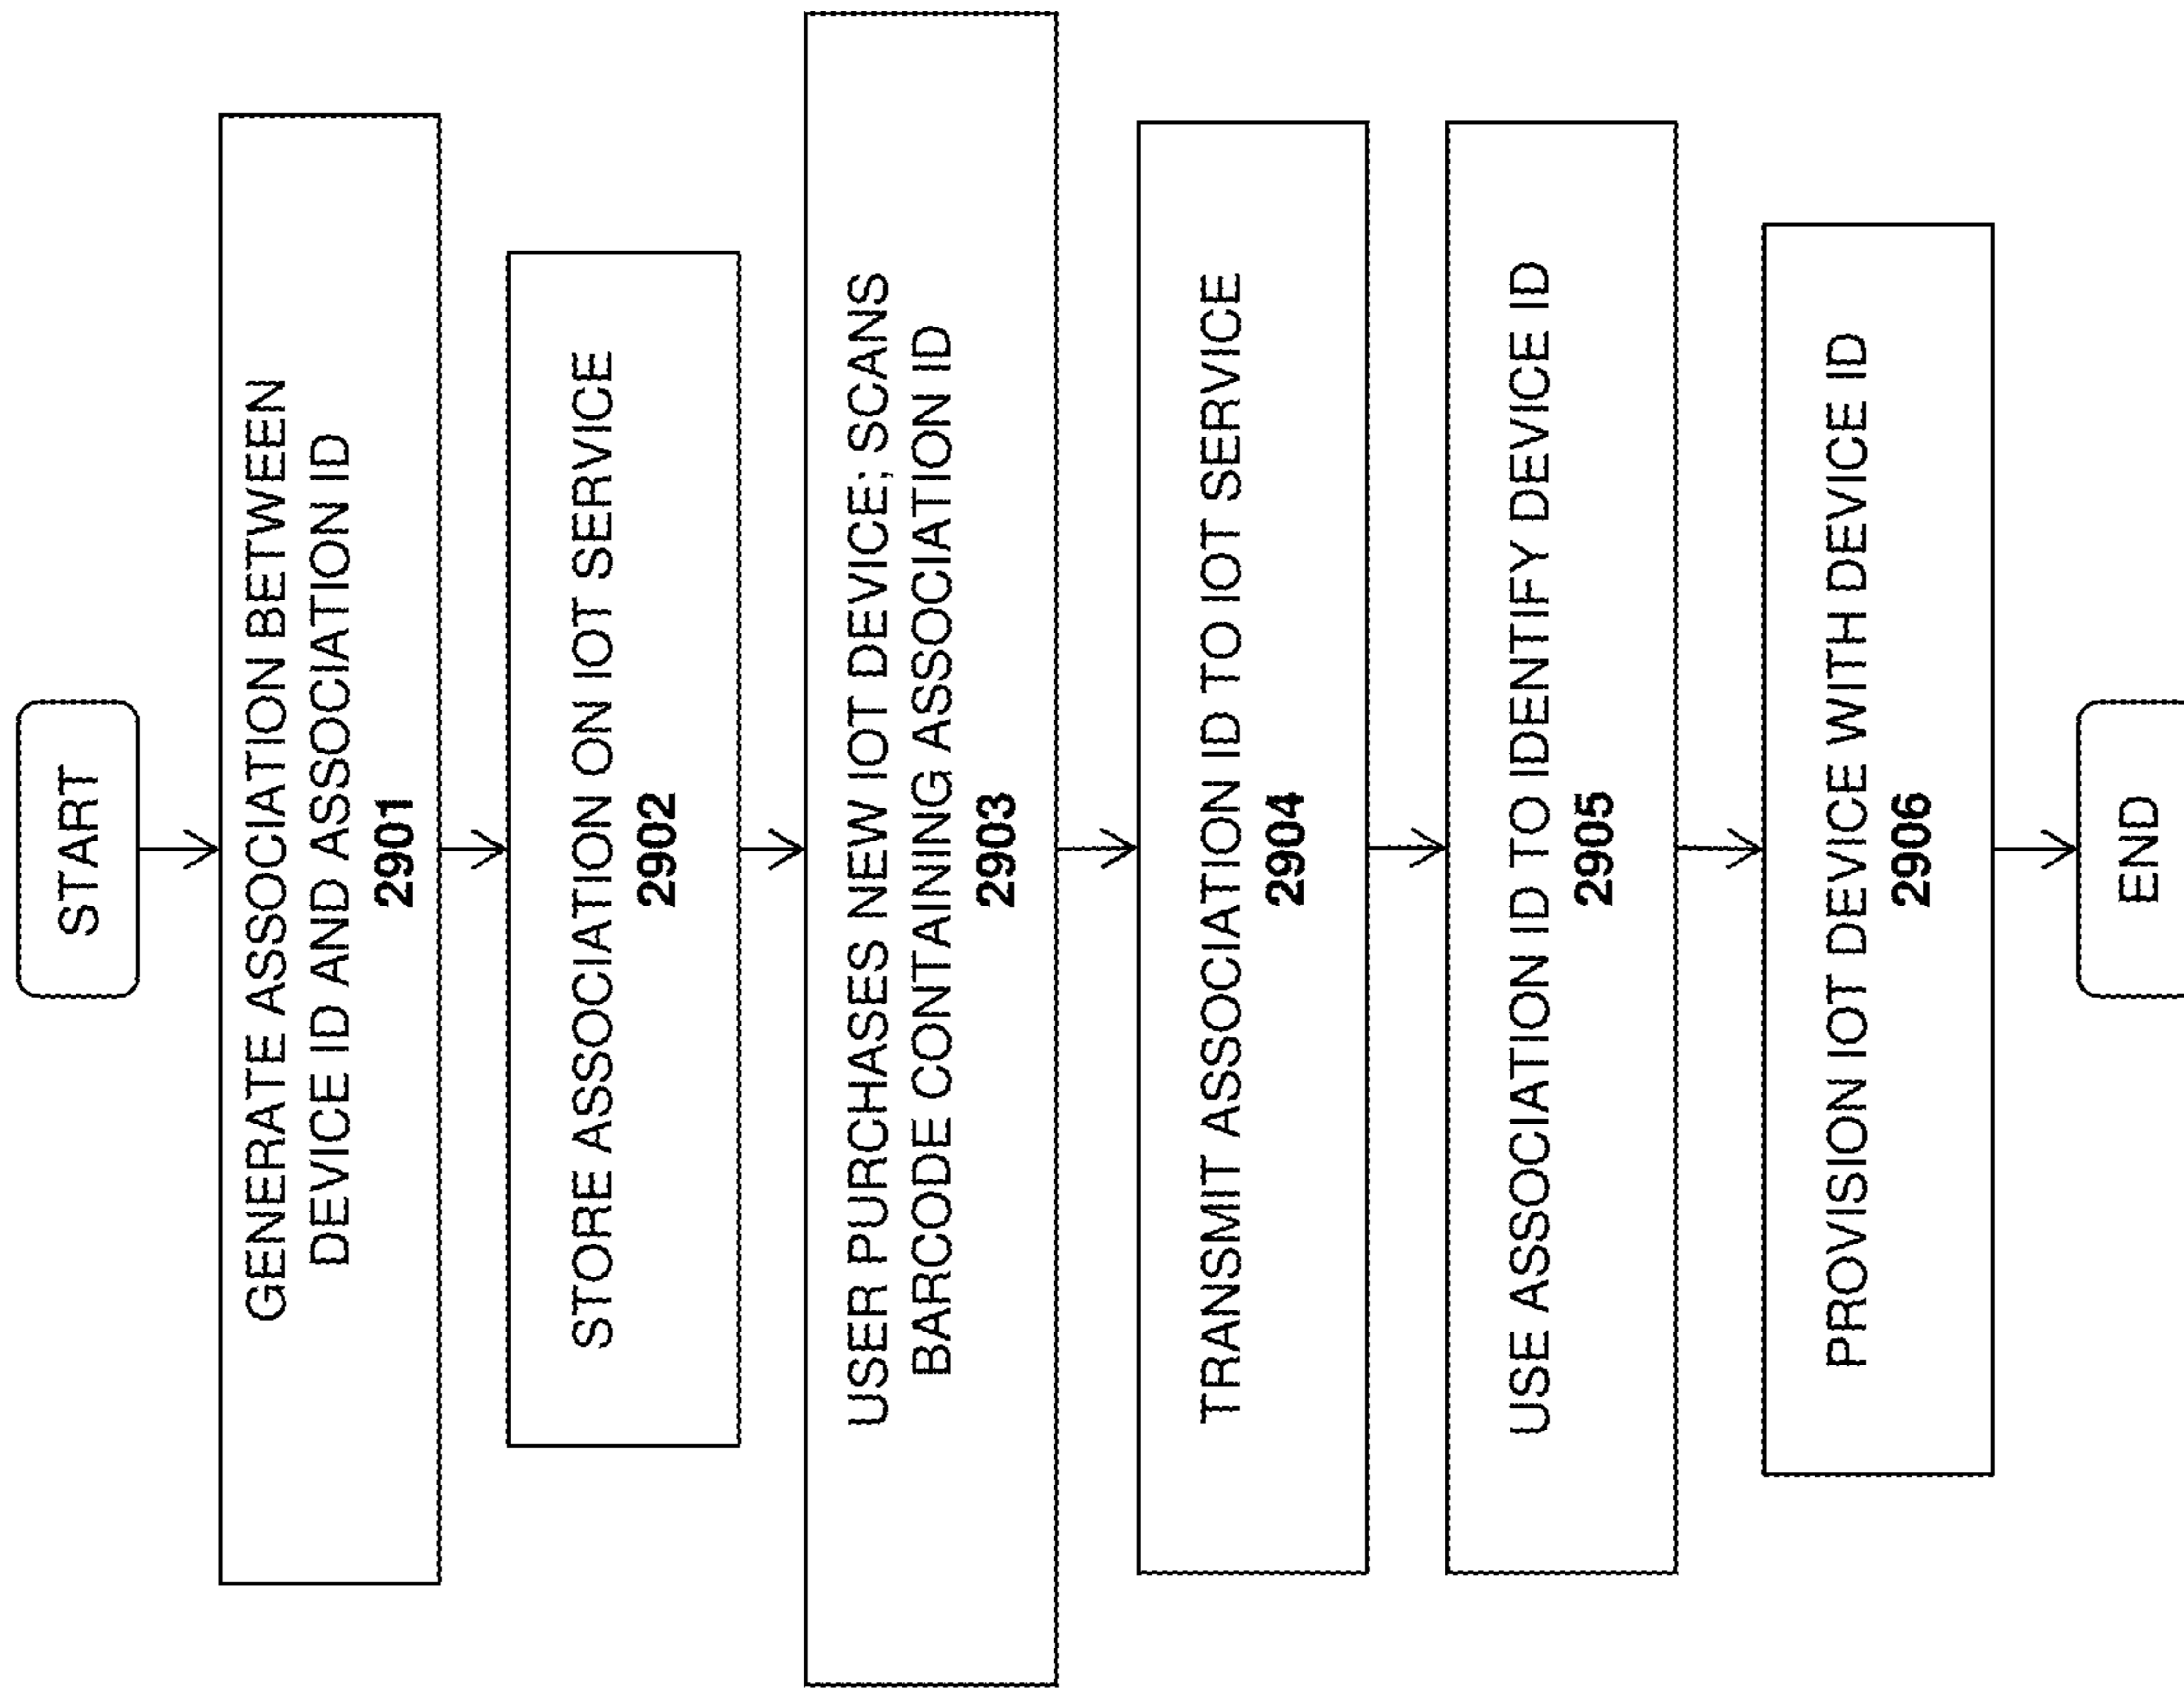 START
GENERATE ASSOCIATION BETWEEN
DEVICE ID AND ASSOCIATION ID
2901
STORE ASSOCIATION ON IOT SERVICE
2902
USER PURCHASES NEW IOT DEVICE; SCANS
BARCODE CONTAINING ASSOCIATION ID
2903
TRANSMIT ASSOCIATION ID TO IOT SERVICE
2904
USE ASSOCIATION ID TO IDENTIFY DEVICE ID
2905
PROVISION IOT DEVICE WITH DEVICE ID
2906
END